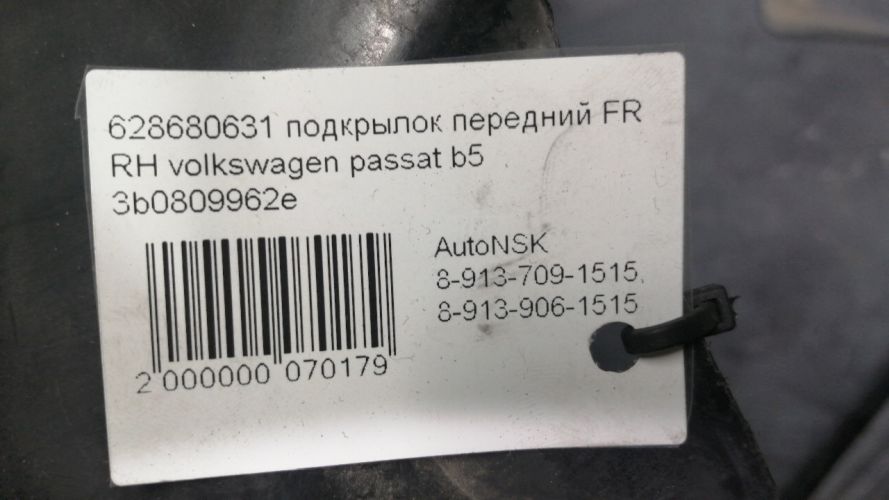 628680631 подкрылок передний FR
RH volkswagen passat b5
3b0809962e
AutoNSK
8-913-709-1515,
8-913-906-1515
2 000000 070179